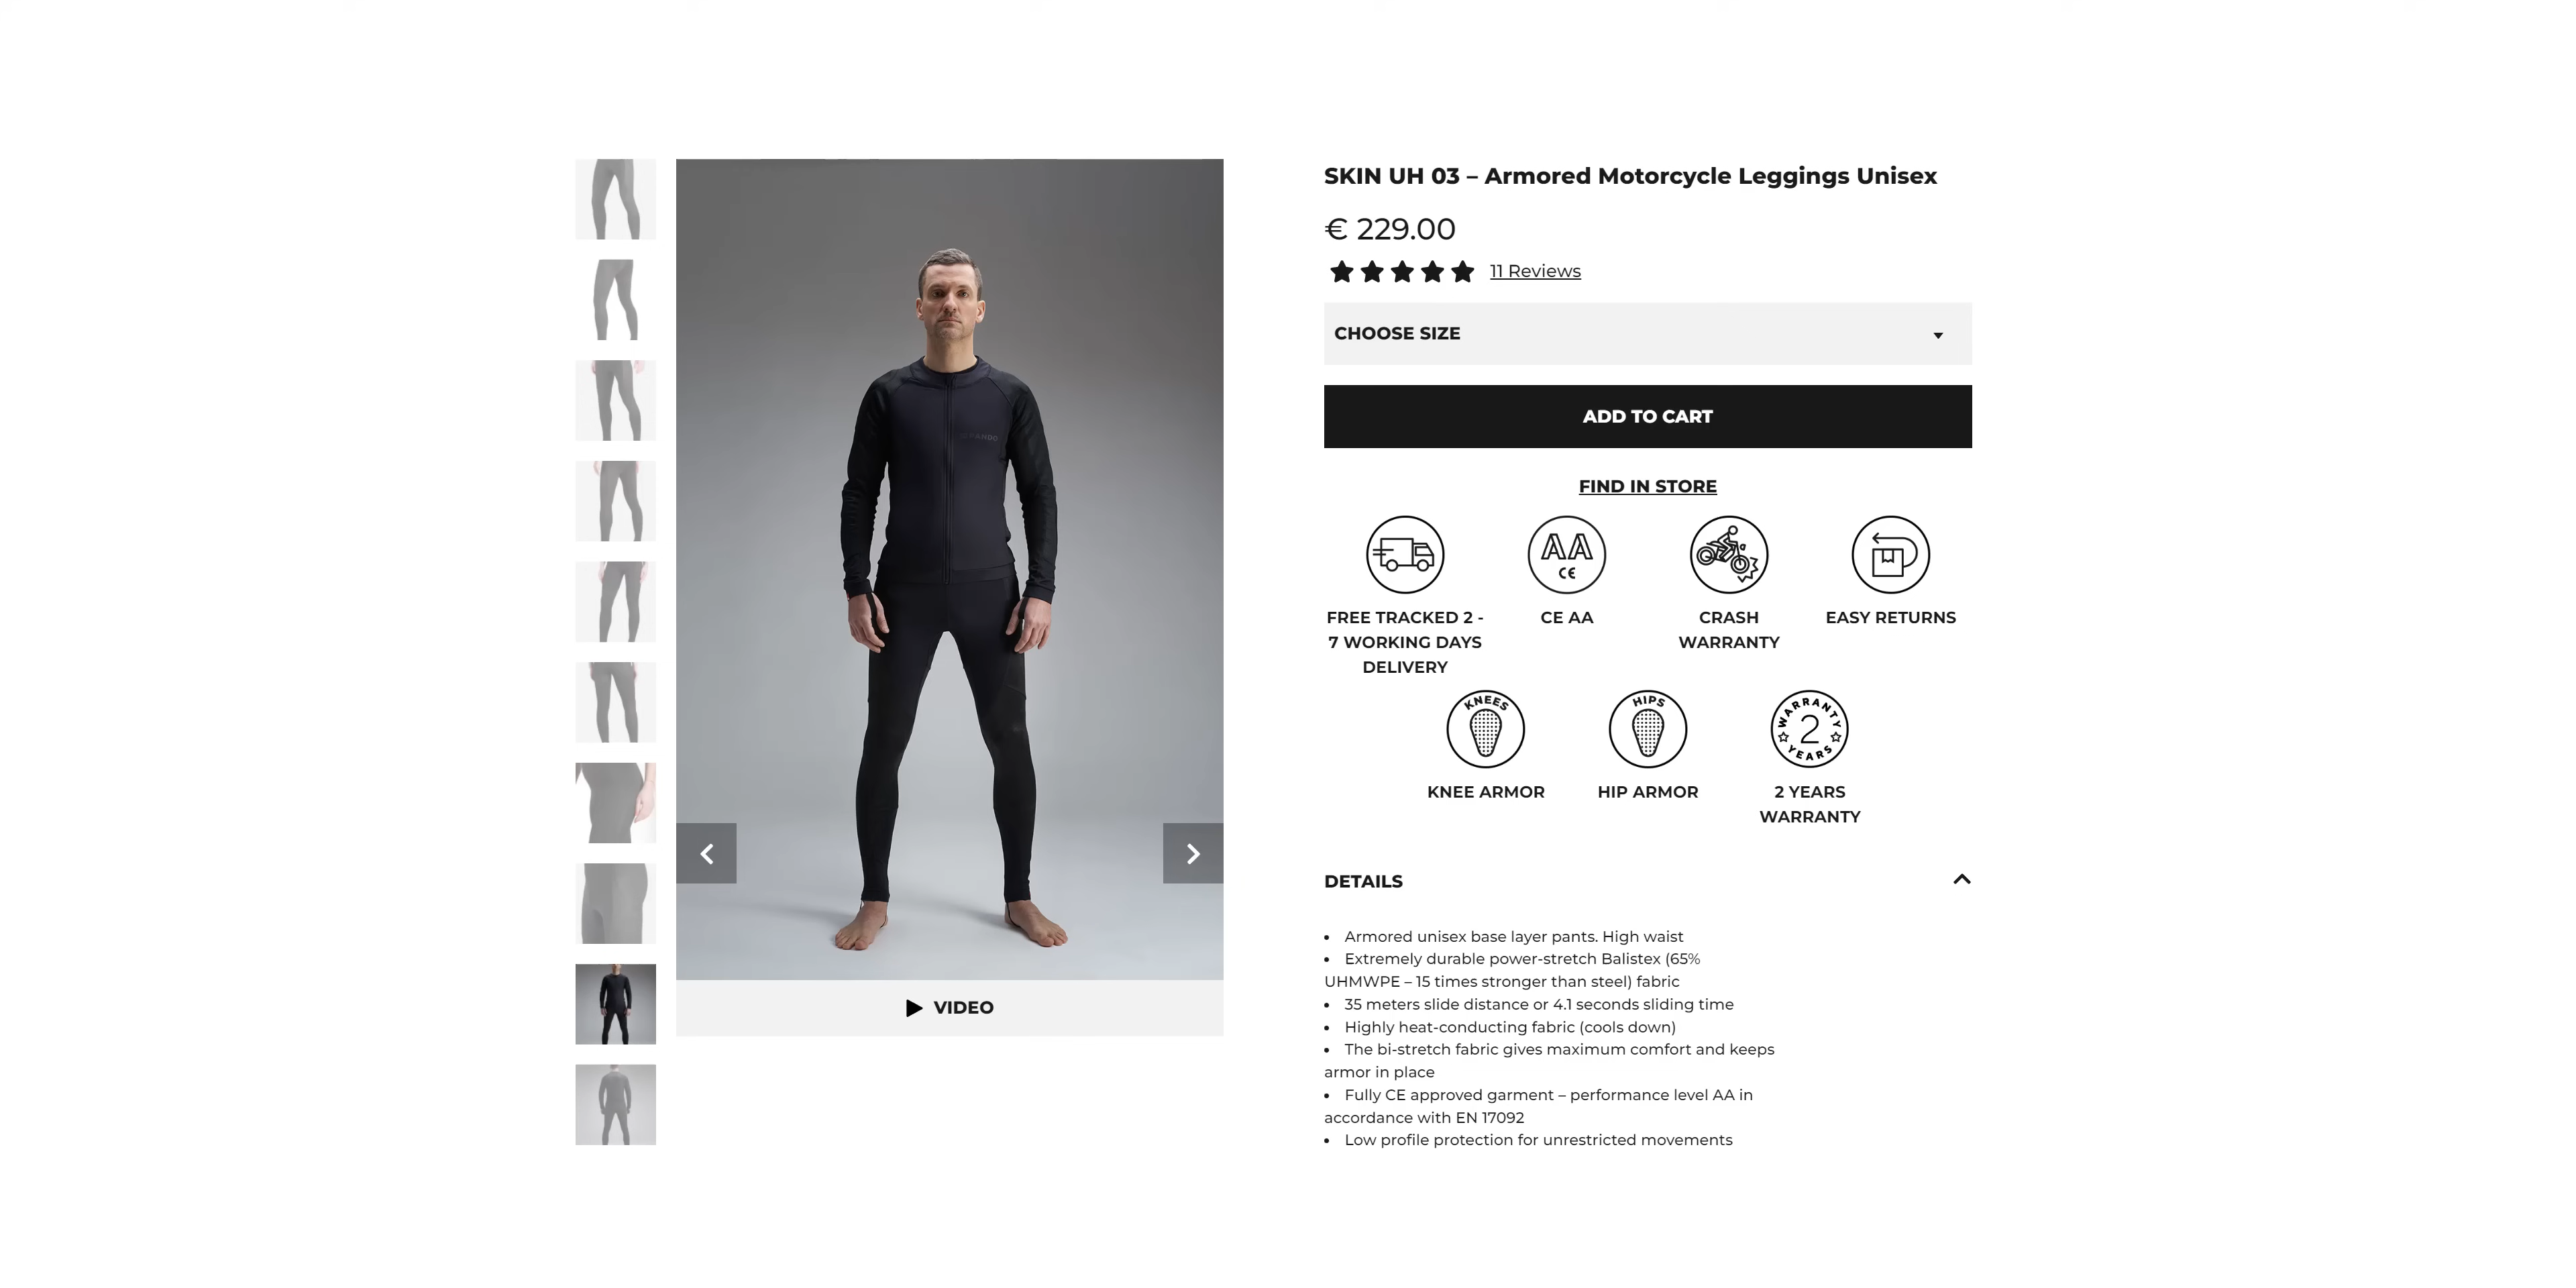 SKIN UH 03 – Armored Motorcycle Leggings Unisex
€ 229.00
11 Reviews
CHOOSE SIZE
ADD TO CART
FIND IN STORE
AA
CE
FREE TRACKED 2 -
7 WORKING DAYS
DELIVERY
CE AA
CRASH
WARRANTY
EASY RETURNS
KNEES
HIPS
WARRANTY
2
YEARS
KNEE ARMOR
HIP ARMOR
2 YEARS
WARRANTY
VIDEO
DETAILS
• Armored unisex base layer pants. High waist
• Extremely durable power-stretch Balistex (65%
UHMWPE – 15 times stronger than steel) fabric
• 35 meters slide distance or 4.1 seconds sliding time
• Highly heat-conducting fabric (cools down)
• The bi-stretch fabric gives maximum comfort and keeps
armor in place
• Fully CE approved garment – performance level AA in
accordance with EN 17092
• Low profile protection for unrestricted movements